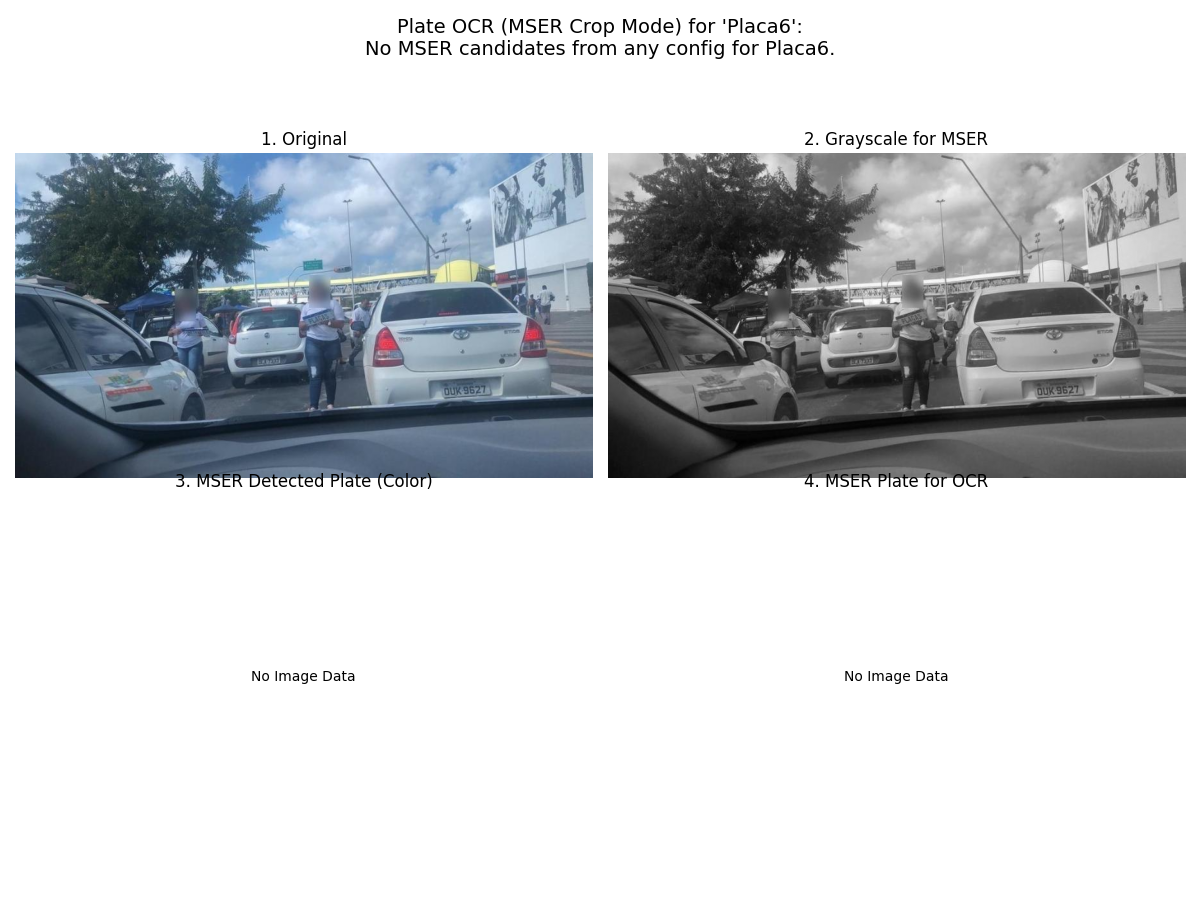 Plate OCR (MSER Crop Mode) for 'Placa6':
No MSER candidates from any config for Placa6.
1. Original
2. Grayscale for MSER
OUK 9627
OUK 9627
3. MSER Detected Plate (Color)
4. MSER Plate for OCR
No Image Data
No Image Data